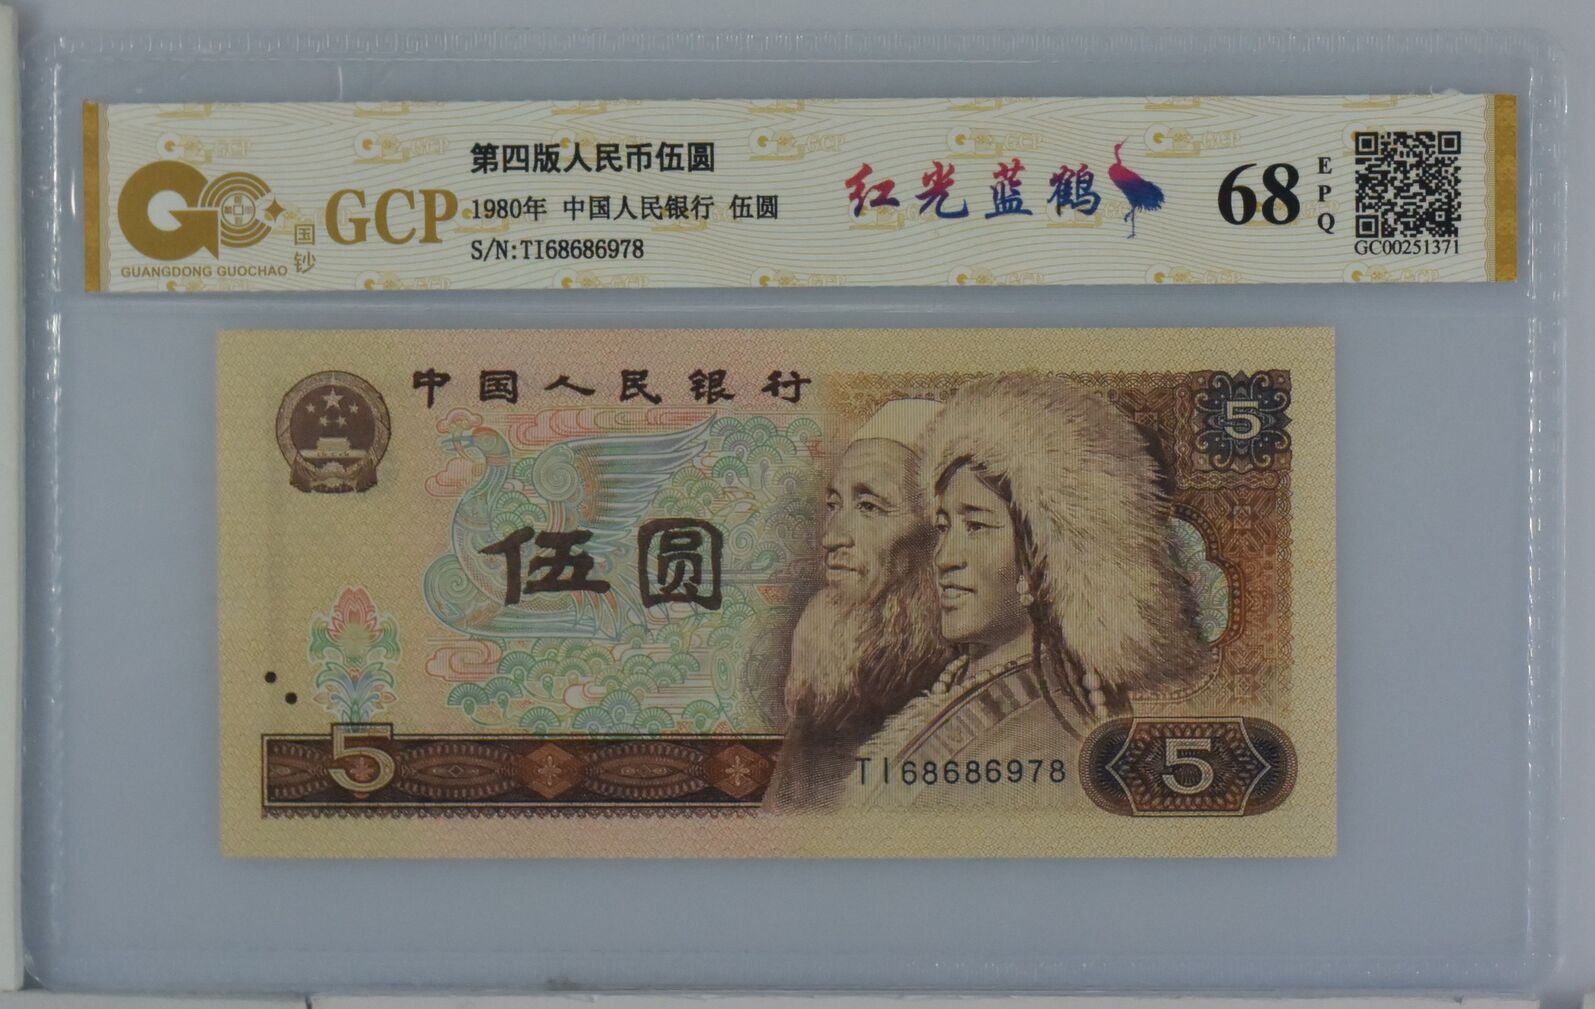 第四版人民币伍圆
1980年 中国人民银行 伍圆
S/N:TI68686978
GUANGDONG GUOCHAO
国钞
GCP
红光蓝鹤
68
EPQ
GC00251371
中国人民银行
5
伍圆
5
TI68686978
5